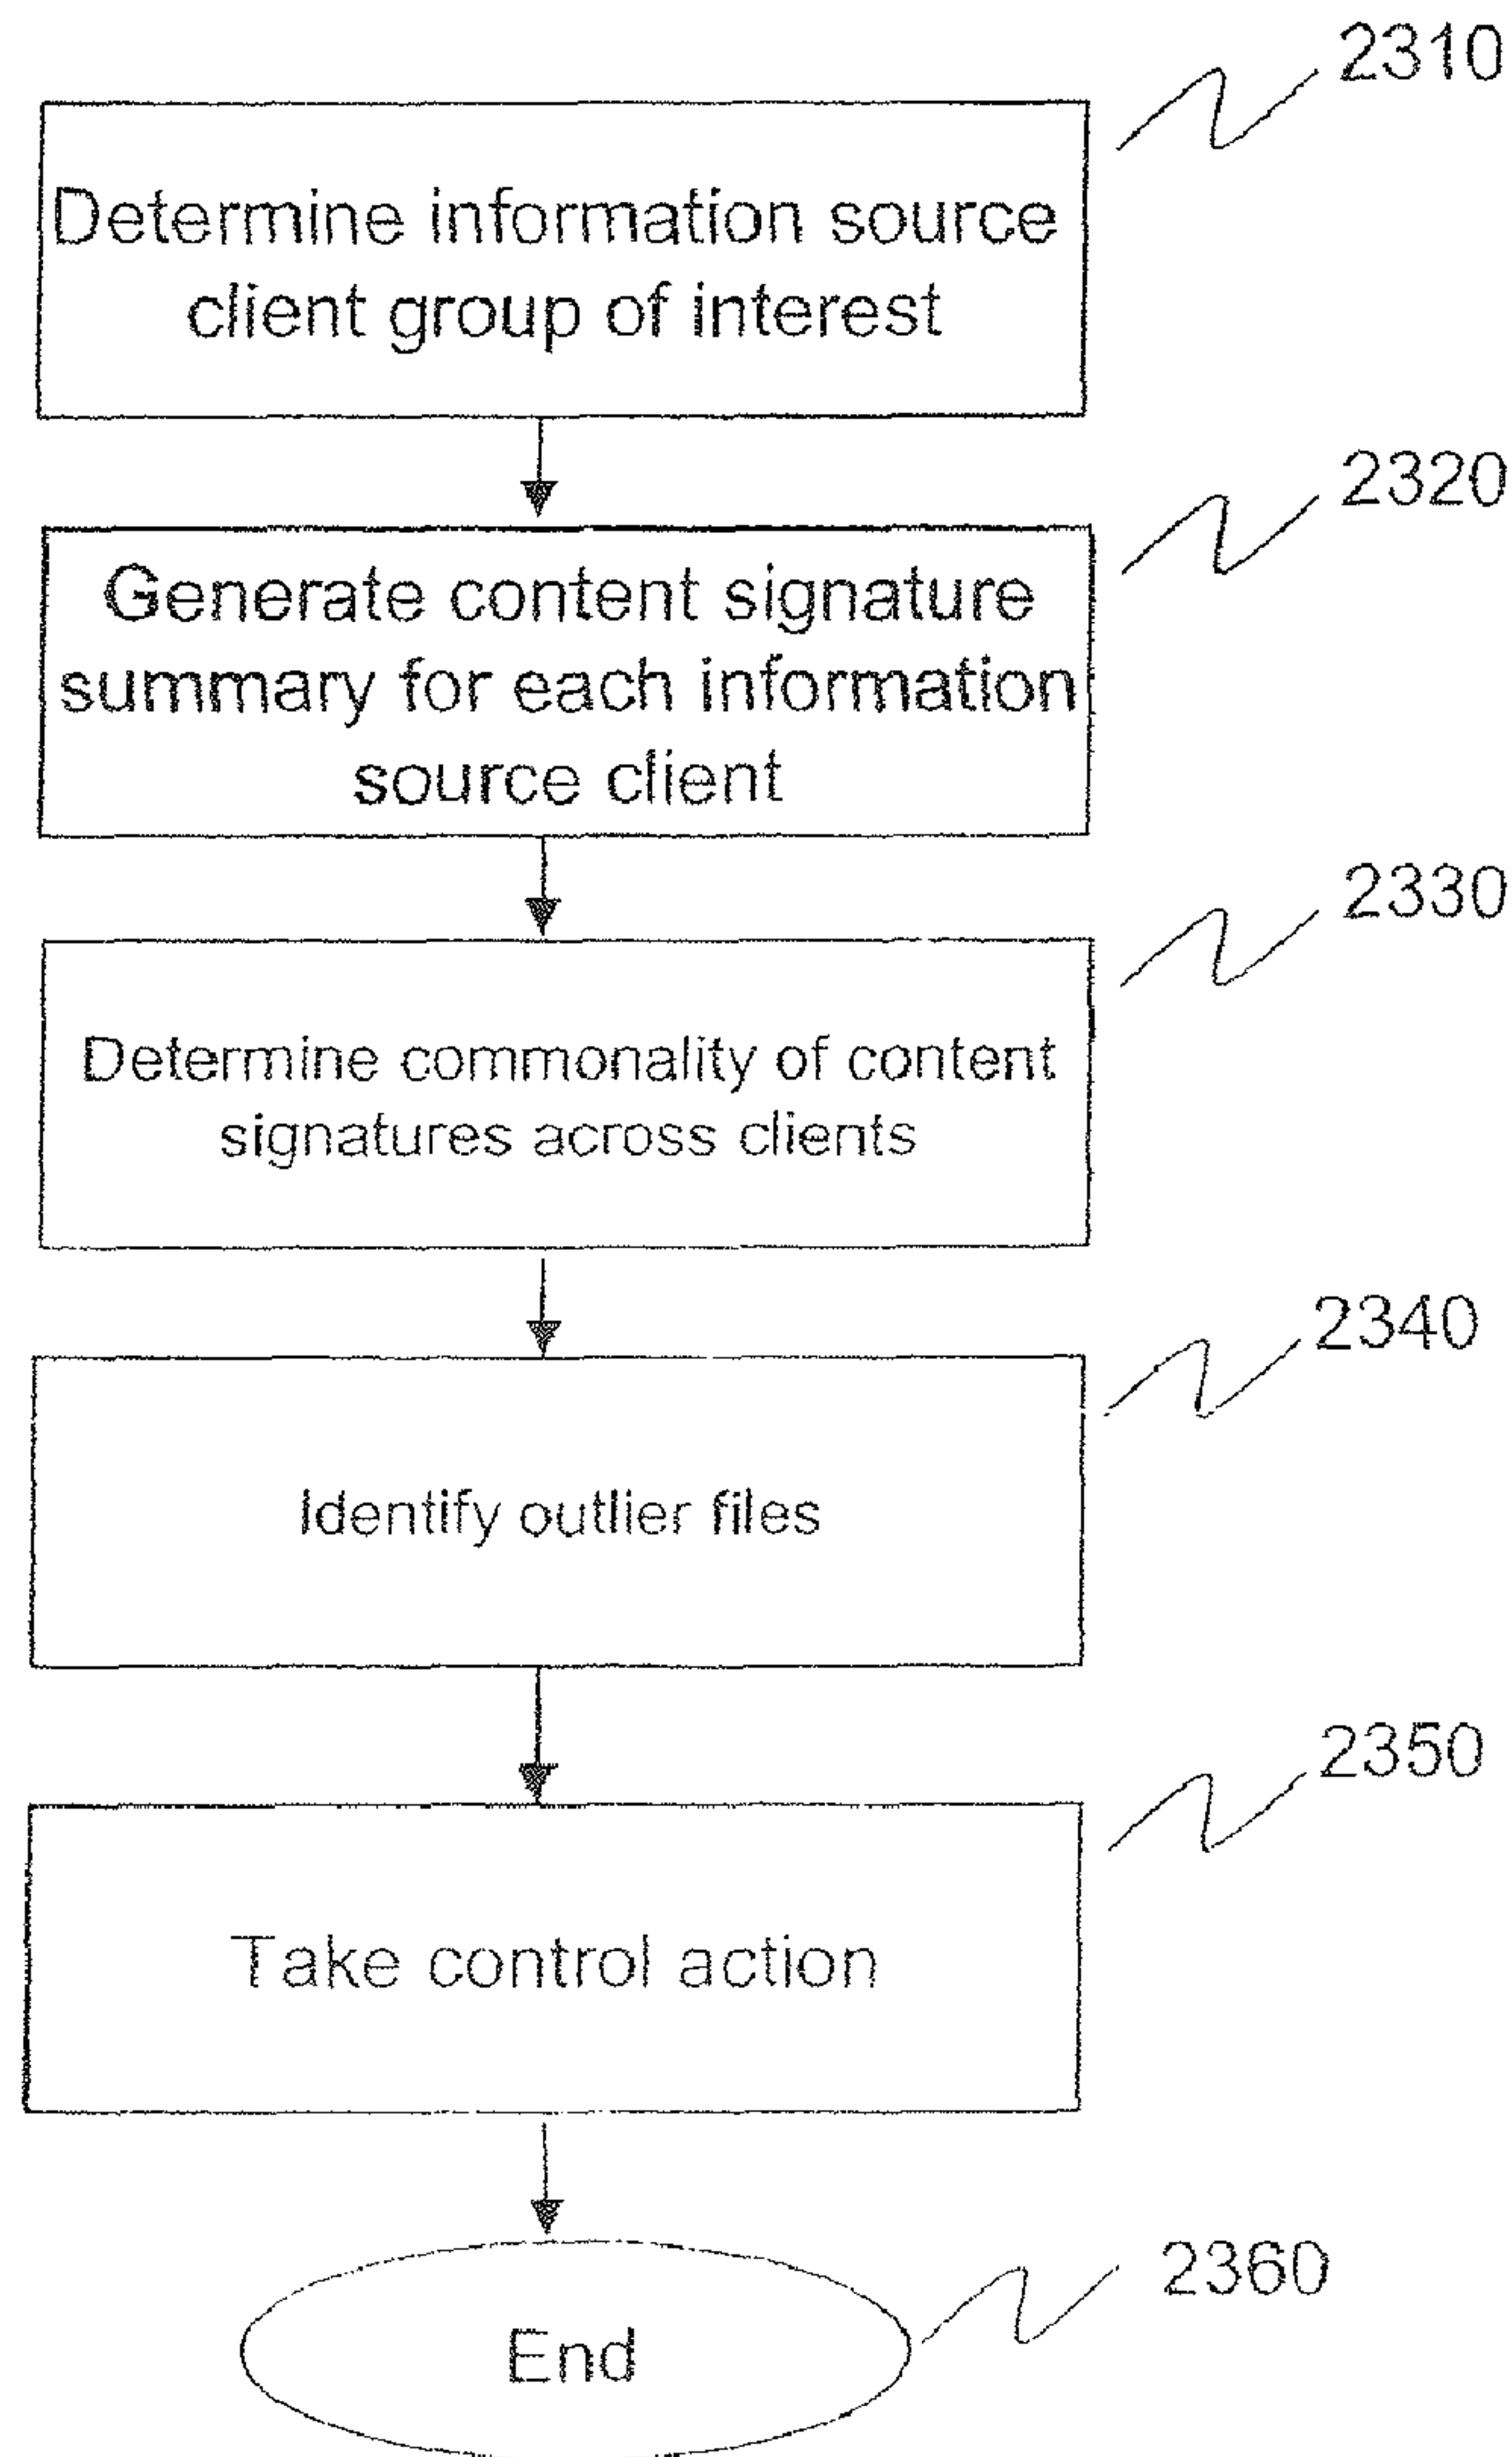 2310
Determine information source
client group of interest
2320
Generate content signature
summary for each information
source client
2330
Determine commonality of content
signatures across clients
2340
Identify outlier files
2350
Take control action
2360
End